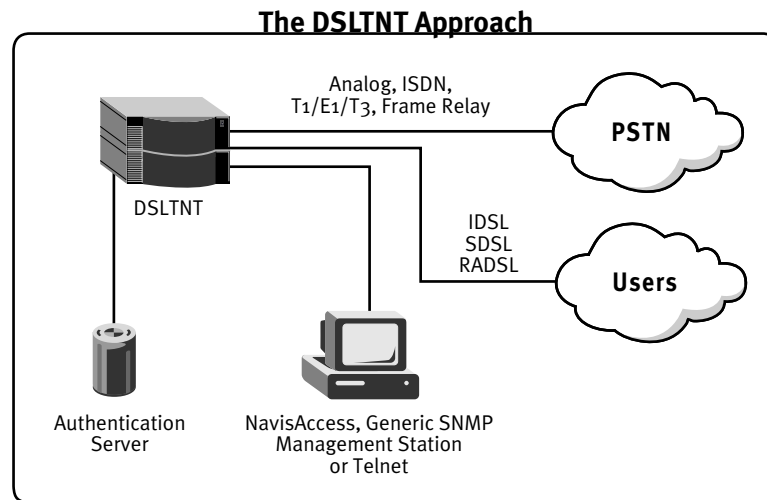 The DSLTNT Approach
Analog, ISDN,
T1/E1/T3, Frame Relay
PSTN
DSLTNT
IDSL
SDSL
RADSL
Users
Authentication
Server
NavisAccess, Generic SNMP
Management Station
or Telnet